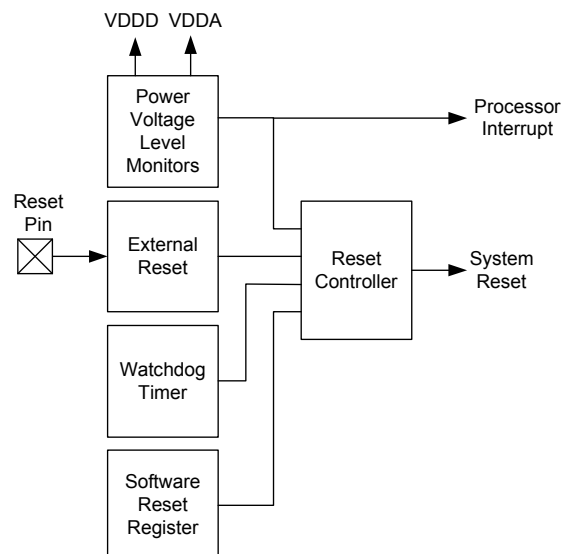 VDDD VDDA
Power
Voltage
Level
Monitors
Processor
Interrupt
Reset
Pin
External
Reset
Reset
Controller
System
Reset
Watchdog
Timer
Software
Reset
Register